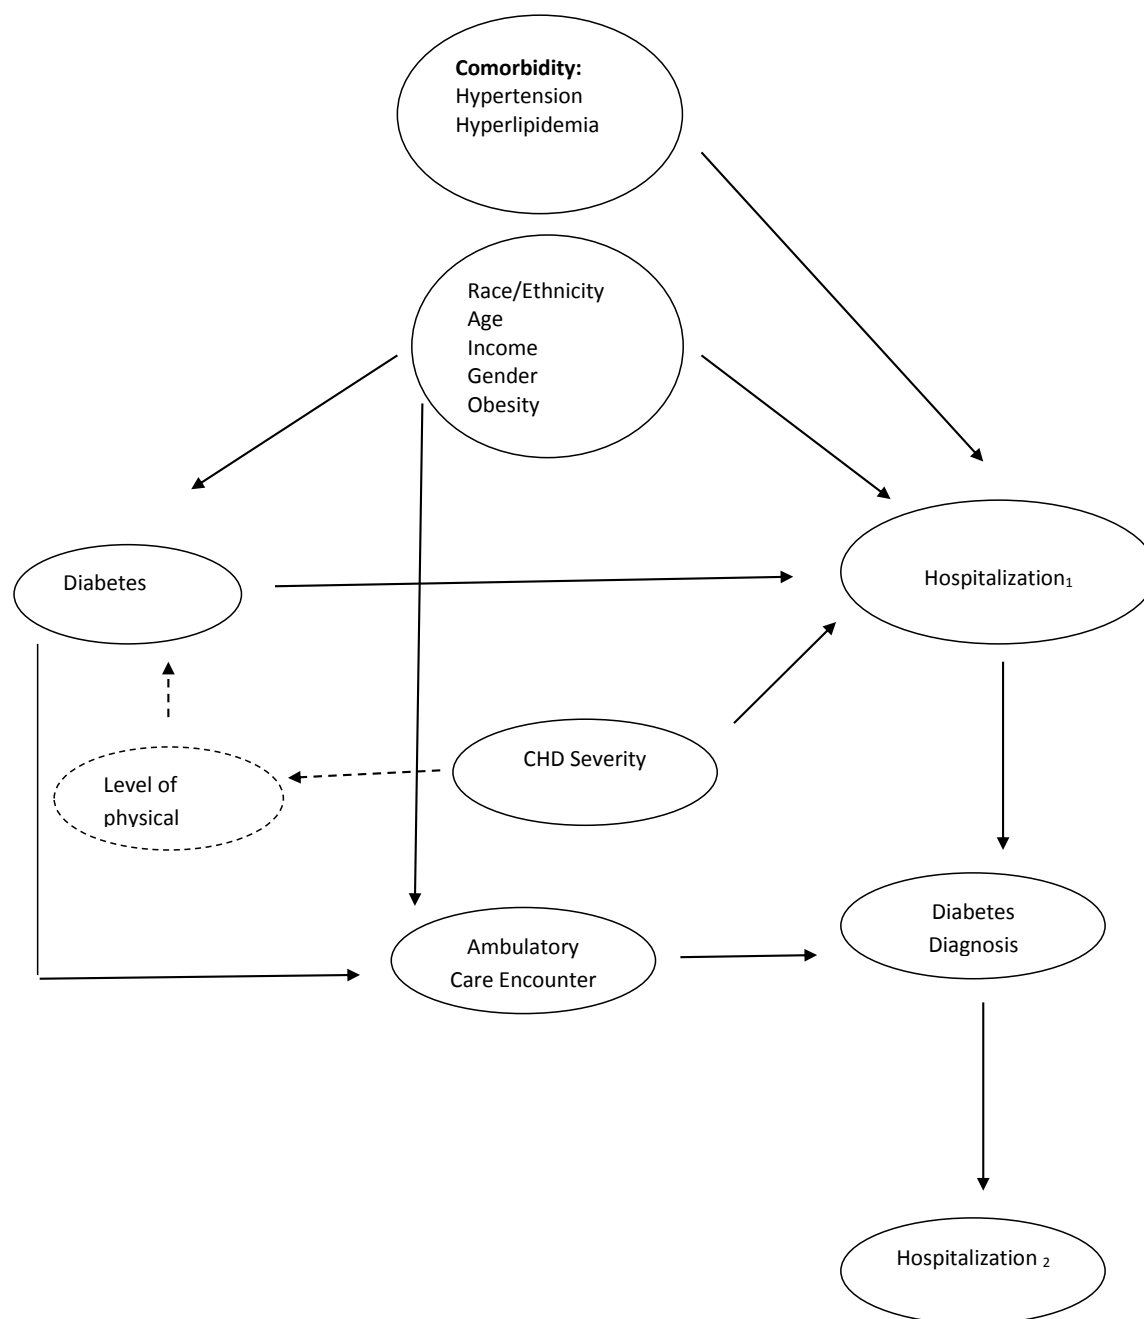 Comorbidity:
Hypertension
Hyperlipidemia
Race/Ethnicity
Age
Income
Gender
Obesity
Diabetes
Hospitalization₁
CHD Severity
Level of
physical
Ambulatory
Care Encounter
Diabetes
Diagnosis
Hospitalization ₂